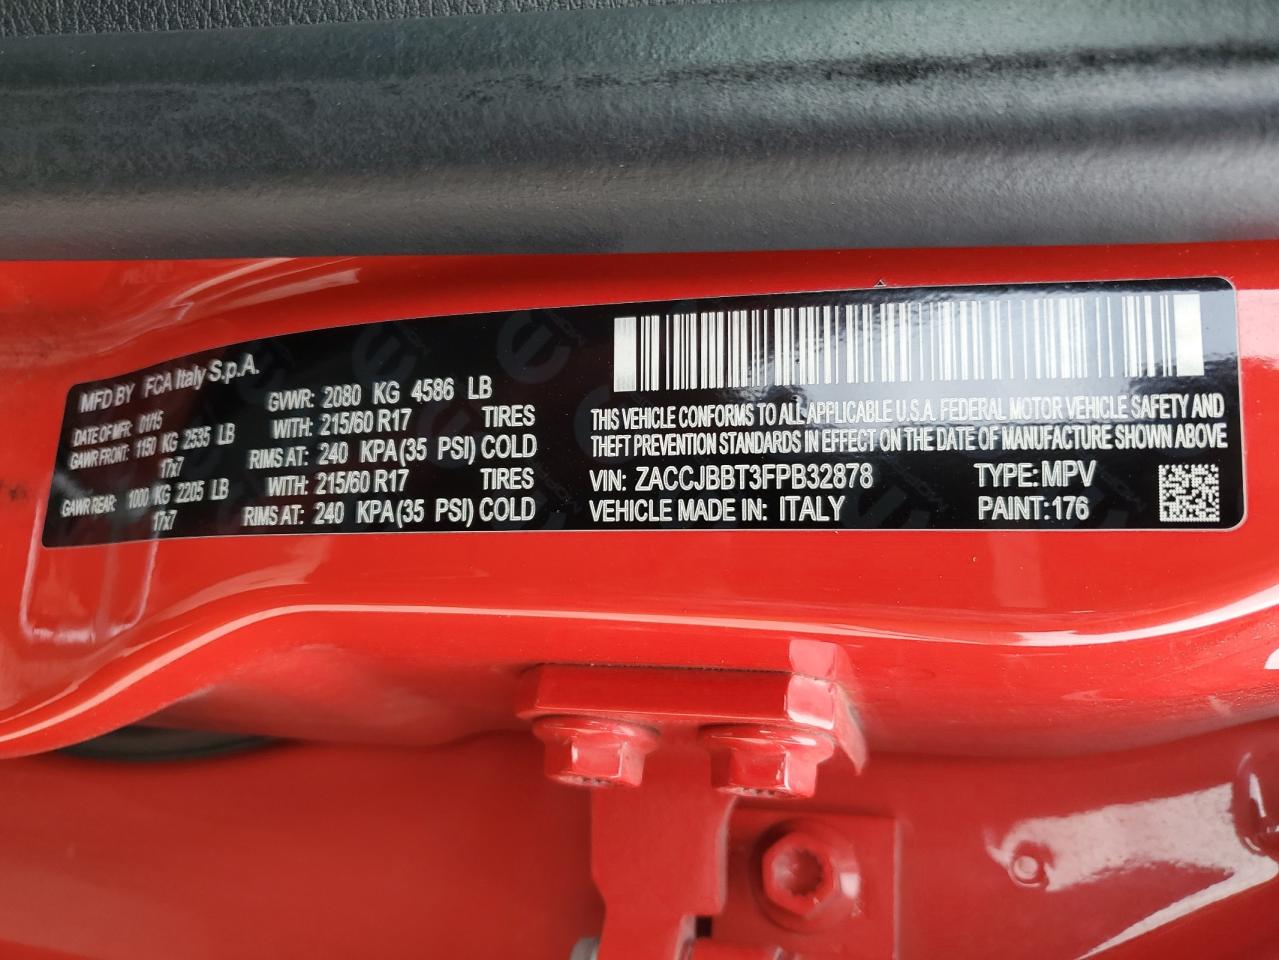 MFD BY FCA Italy S.p.A.
DATE OF MFR: 01/15 GVWR: 2080 KG 4586 LB
GAWR FRONT: 1150 KG 2535 LB WITH: 215/60 R17 TIRES
17x7 RIMS AT: 240 KPA(35 PSI) COLD
GAWR REAR: 1000 KG 2205 LB WITH: 215/60 R17 TIRES
17x7 RIMS AT: 240 KPA(35 PSI) COLD
THIS VEHICLE CONFORMS TO ALL APPLICABLE U.S.A. FEDERAL MOTOR VEHICLE SAFETY AND
THEFT PREVENTION STANDARDS IN EFFECT ON THE DATE OF MANUFACTURE SHOWN ABOVE
VIN: ZACCJBBT3FPB32878 TYPE: MPV
VEHICLE MADE IN: ITALY PAINT:176